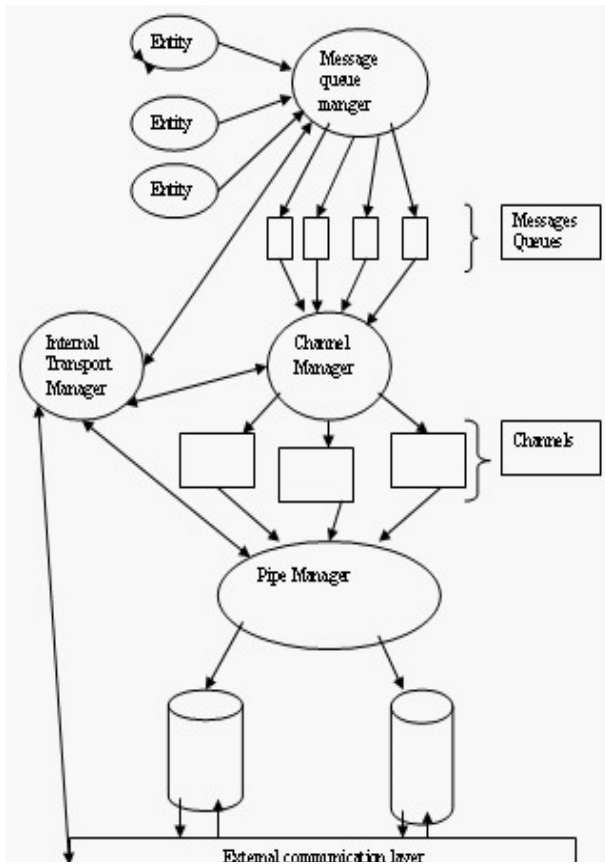 Entity
Message
queue
manger
Entity
Entity
Messages
Queues
Internal
Transport
Manager
Channel
Manager
Channels
Pipe Manager
External communication layer